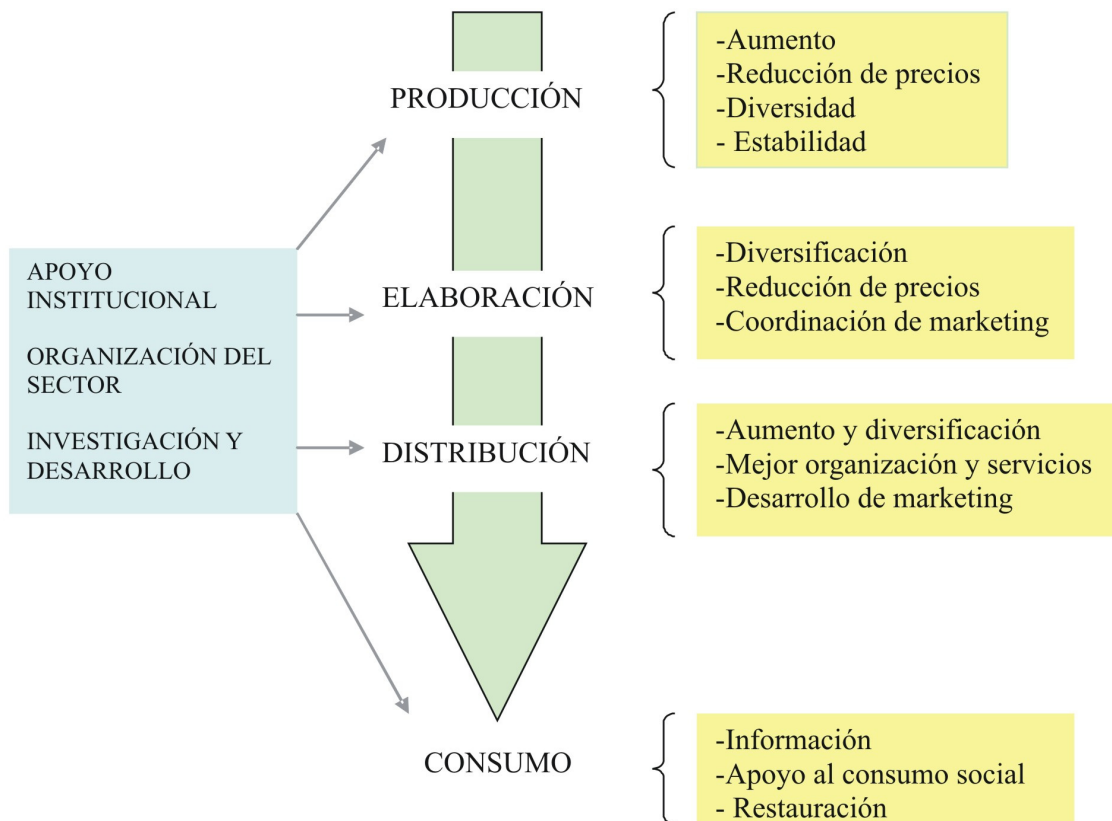 PRODUCCIÓN
-Aumento
-Reducción de precios
-Diversidad
- Estabilidad
APOYO
INSTITUCIONAL
ORGANIZACIÓN DEL
SECTOR
INVESTIGACIÓN Y
DESARROLLO
ELABORACIÓN
-Diversificación
-Reducción de precios
-Coordinación de marketing
DISTRIBUCIÓN
-Aumento y diversificación
-Mejor organización y servicios
-Desarrollo de marketing
CONSUMO
-Información
-Apoyo al consumo social
- Restauración